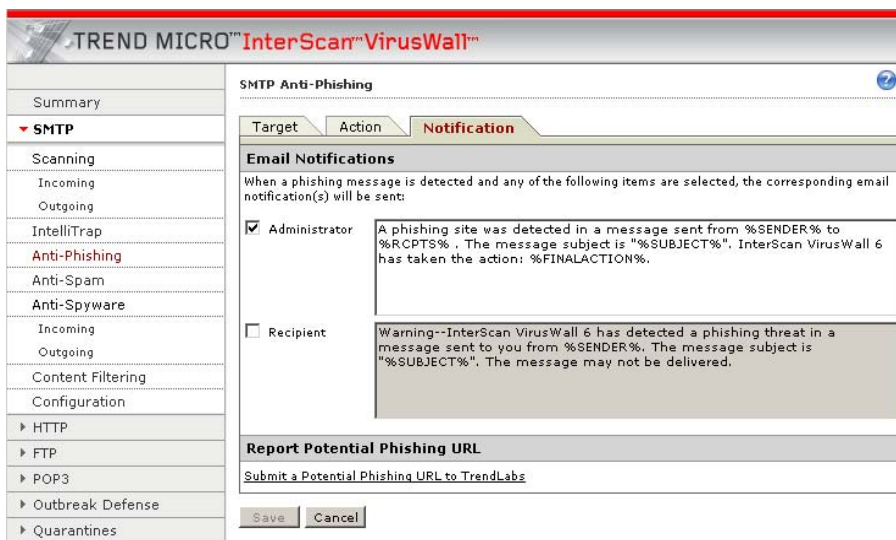 TREND MICRO™ InterScan™ VirusWall™
Summary
SMTP
Scanning
Incoming
Outgoing
IntelliTrap
Anti-Phishing
Anti-Spam
Anti-Spyware
Incoming
Outgoing
Content Filtering
Configuration
HTTP
FTP
POP3
Outbreak Defense
Quarantines
SMTP Anti-Phishing
?
Target Action Notification
Email Notifications
When a phishing message is detected and any of the following items are selected, the corresponding email
notification(s) will be sent:
Administrator
A phishing site was detected in a message sent from %SENDER% to
%RCPTS% . The message subject is "%SUBJECT%". InterScan VirusWall 6
has taken the action: %FINALACTION%.
Recipient
Warning--InterScan VirusWall 6 has detected a phishing threat in a
message sent to you from %SENDER%. The message subject is
"%SUBJECT%". The message may not be delivered.
Report Potential Phishing URL
Submit a Potential Phishing URL to TrendLabs
Save Cancel